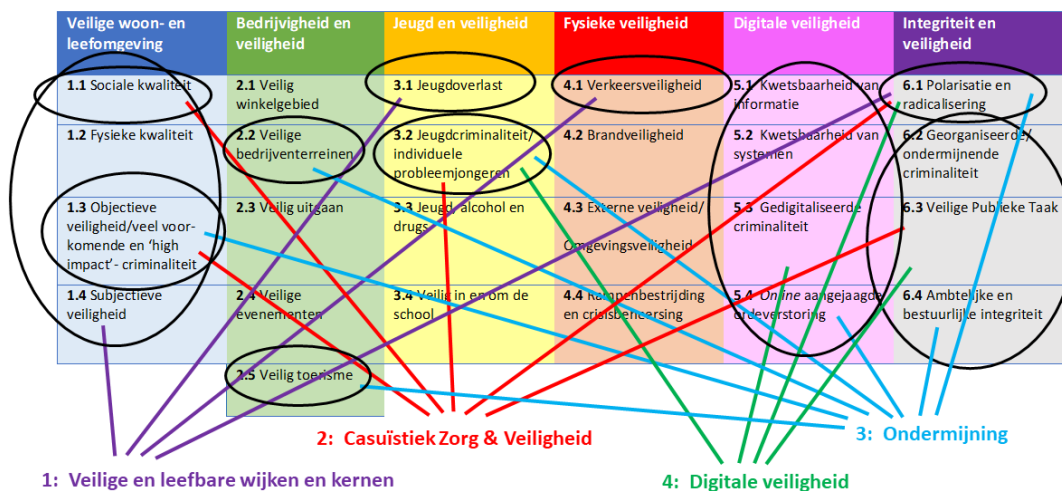 Veilige woon- en
leefomgeving
Bedrijvigheid en
veiligheid
Jeugd en veiligheid
Fysieke veiligheid
Digitale veiligheid
Integriteit en
veiligheid
1.1 Sociale kwaliteit
2.1 Veilig
winkelgebied
3.1 Jeugdoverlast
4.1 Verkeersveiligheid
5.1 Kwetsbaarheid van
informatie
6.1 Polarisatie en
radicalisering
1.2 Fysieke kwaliteit
2.2 Veilige
bedrijventerreinen
3.2 Jeugdcriminaliteit/
individuele
probleemjongeren
4.2 Brandveiligheid
5.2 Kwetsbaarheid van
systemen
6.2 Georganiseerde/
ondermijnende
criminaliteit
1.3 Objectieve
veiligheid/veel voor-
komende en ‘high
impact’- criminaliteit
2.3 Veilig uitgaan
3.3 Jeugd, alcohol en
drugs
4.3 Externe veiligheid/
Omgevingsveiligheid
5.3 Gedigitaliseerde
criminaliteit
6.3 Veilige Publieke Taak
1.4 Subjectieve
veiligheid
2.4 Veilige
evenementen
3.4 Veilig in en om de
school
4.4 Rampenbestrijding
en crisisbeheersing
5.4 Online aangejaagde
ordeverstoring
6.4 Ambtelijke en
bestuurlijke integriteit
2.5 Veilig toerisme
2: Casuïstiek Zorg & Veiligheid
3: Ondermijning
1: Veilige en leefbare wijken en kernen
4: Digitale veiligheid